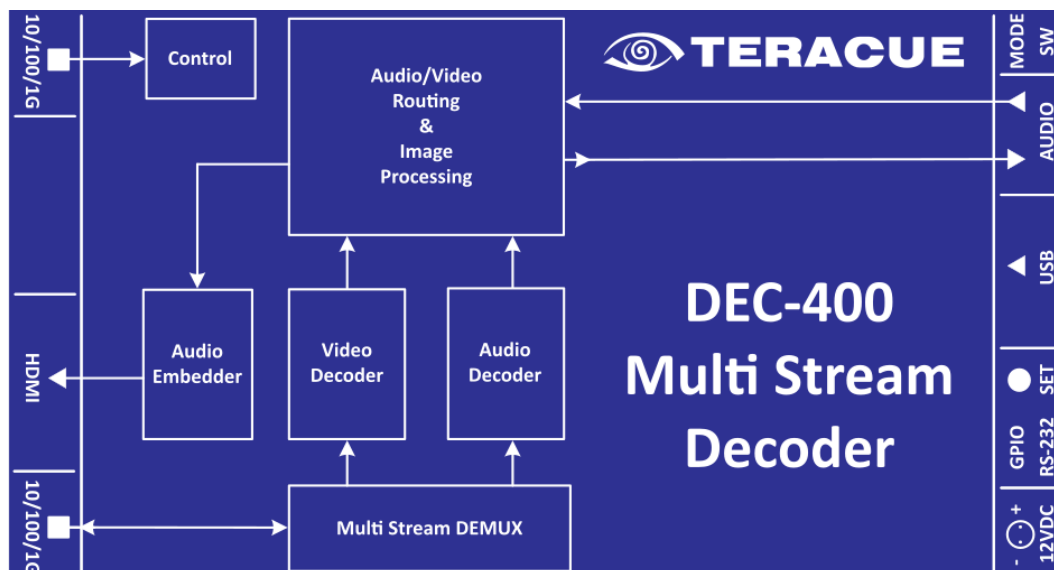 10/100/1G
Control
Audio/Video
Routing
&
Image
Processing
TERACUE
MODE
SW
AUDIO
USB
DEC-400
Multi Stream
Decoder
HDMI
Audio
Embedder
Video
Decoder
Audio
Decoder
SET
GPIO
RS-232
10/100/1G
Multi Stream DEMUX
- +
12VDC